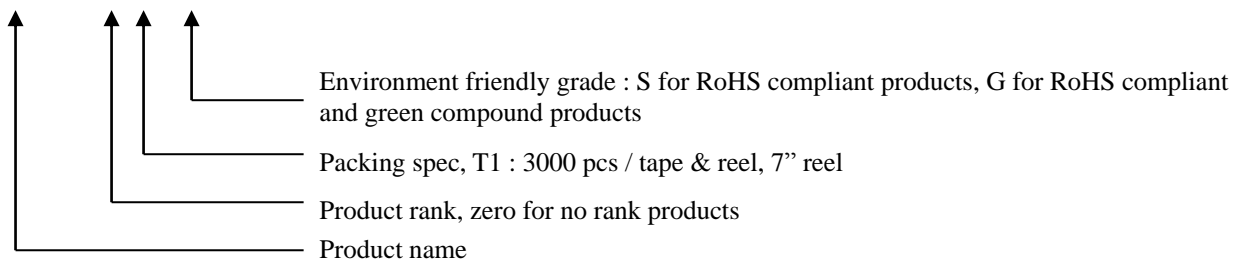 Environment friendly grade : S for RoHS compliant products, G for RoHS compliant
and green compound products
Packing spec, T1 : 3000 pcs / tape & reel, 7” reel
Product rank, zero for no rank products
Product name